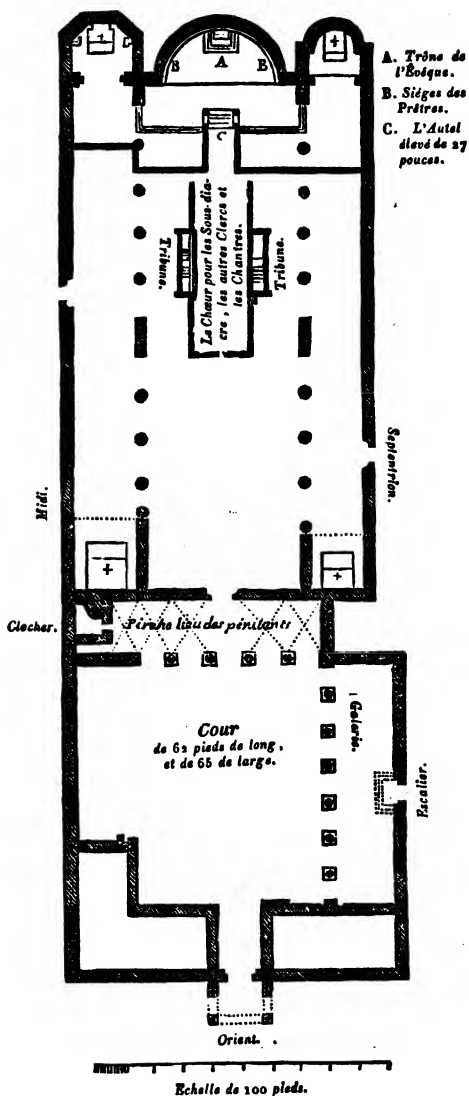 A. Trône de
l'Évêque.
B. Siéges des
Prêtres.
C. L'Autel
élevé de 27
pouces.
B
A
B
C
Tribune.
Le Chœur pour les Sous-dia-
cre, les autres Clercs et
les Chantres.
Tribune.
Midi.
Septentrion.
Clocher.
Porche lieu des pénitents
Galerie.
Cour
de 62 pieds de long,
et de 65 de large.
Escalier.
Orient.
Echelle de 100 pieds.